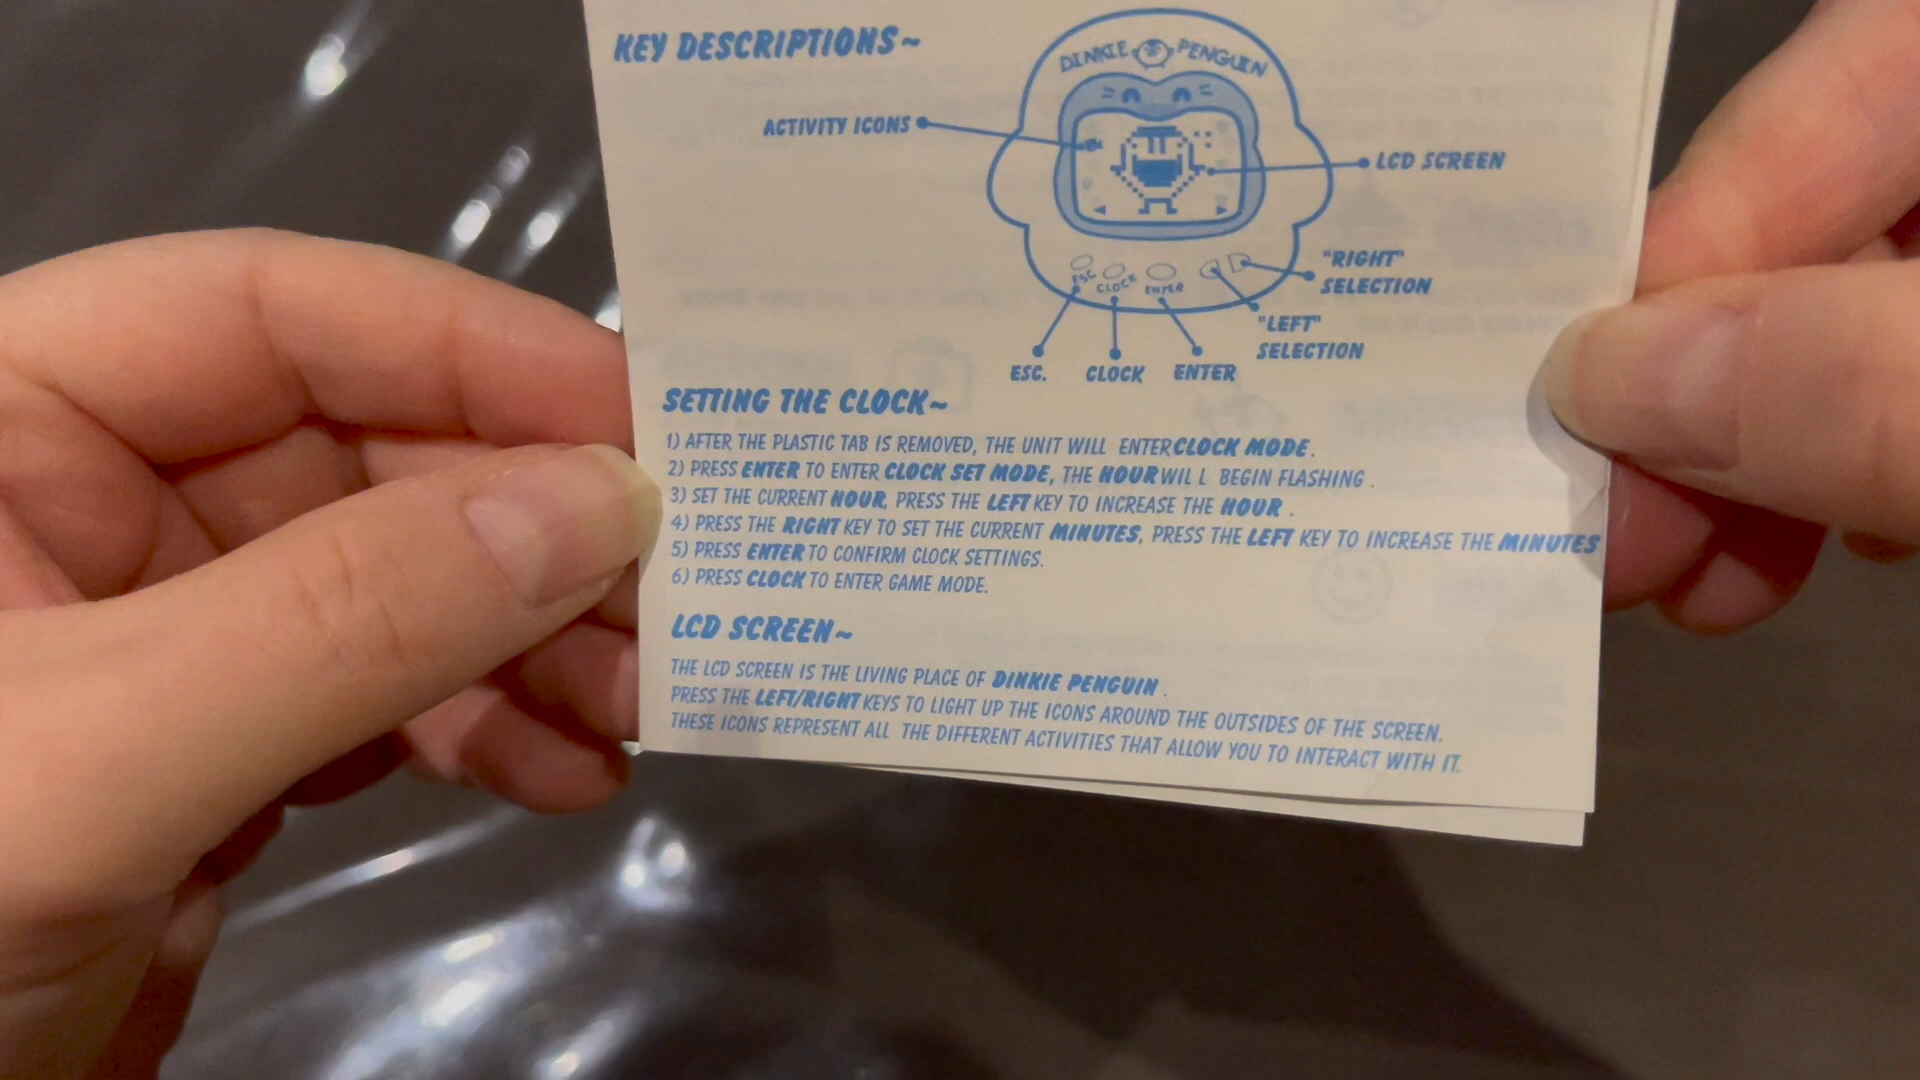 KEY DESCRIPTIONS~
DINKIE PENGUIN
ACTIVITY ICONS
LCD SCREEN
"RIGHT"
SELECTION
ESC
CLOCK
ENTER
"LEFT"
SELECTION
ESC.
CLOCK
ENTER
SETTING THE CLOCK~
1) AFTER THE PLASTIC TAB IS REMOVED, THE UNIT WILL ENTER CLOCK MODE.
2) PRESS ENTER TO ENTER CLOCK SET MODE, THE HOUR WIL L BEGIN FLASHING .
3) SET THE CURRENT HOUR, PRESS THE LEFT KEY TO INCREASE THE HOUR .
4) PRESS THE RIGHT KEY TO SET THE CURRENT MINUTES, PRESS THE LEFT KEY TO INCREASE THE MINUTES
5) PRESS ENTER TO CONFIRM CLOCK SETTINGS.
6) PRESS CLOCK TO ENTER GAME MODE.
LCD SCREEN~
THE LCD SCREEN IS THE LIVING PLACE OF DINKIE PENGUIN .
PRESS THE LEFT/RIGHT KEYS TO LIGHT UP THE ICONS AROUND THE OUTSIDES OF THE SCREEN.
THESE ICONS REPRESENT ALL THE DIFFERENT ACTIVITIES THAT ALLOW YOU TO INTERACT WITH IT.